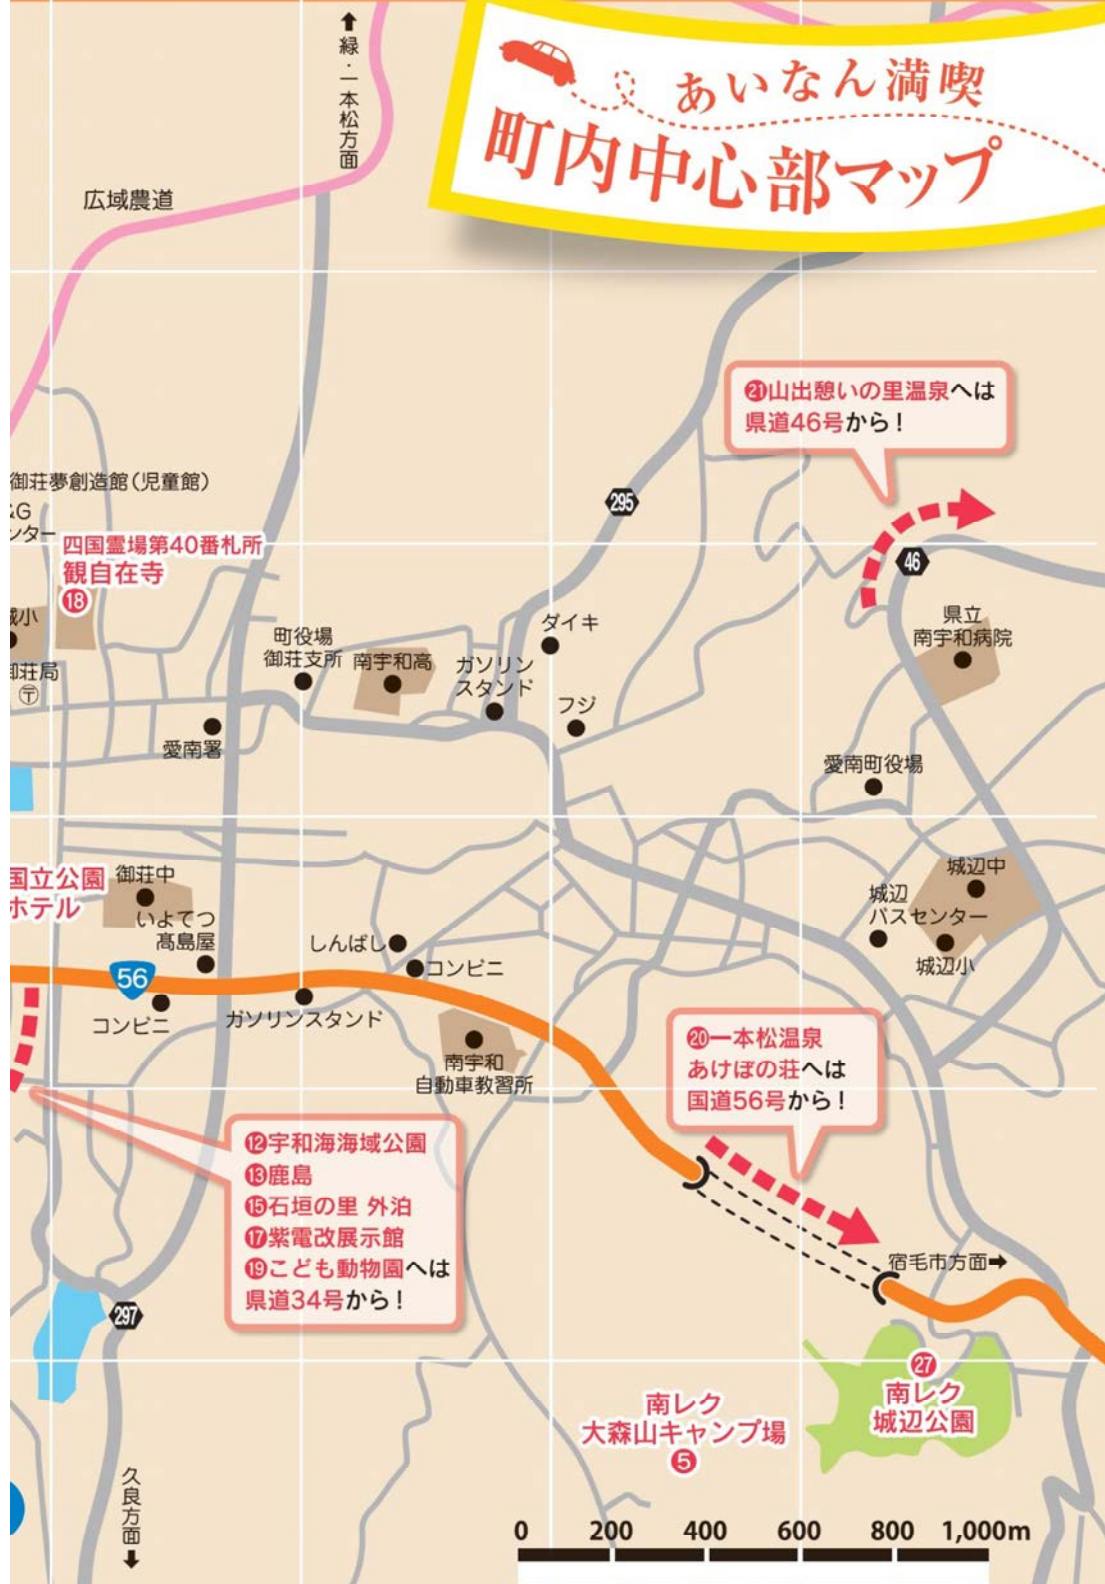 あいなん満喫
町内中心部マップ
↑緑・一本松方面
広域農道
㉑山出憩いの里温泉へは
県道46号から！
御荘夢創造館（児童館）
&G
ンター
四国霊場第40番札所
観自在寺
⑱
295
46
県立
南宇和病院
城小
御荘局
〒
町役場
御荘支所
南宇和高
ガソリン
スタンド
ダイキ
フジ
愛南署
愛南町役場
国立公園
ホテル
御荘中
いよてつ
髙島屋
しんばし
コンビニ
城辺中
城辺
バスセンター
城辺小
56
コンビニ
ガソリンスタンド
南宇和
自動車教習所
⑳一本松温泉
あけぼの荘へは
国道56号から！
⑫宇和海海域公園
⑬鹿島
⑮石垣の里 外泊
⑰紫電改展示館
⑲こども動物園へは
県道34号から！
宿毛市方面➡
297
㉗
南レク
城辺公園
南レク
大森山キャンプ場
⑤
久良方面⬇
0 200 400 600 800 1,000m